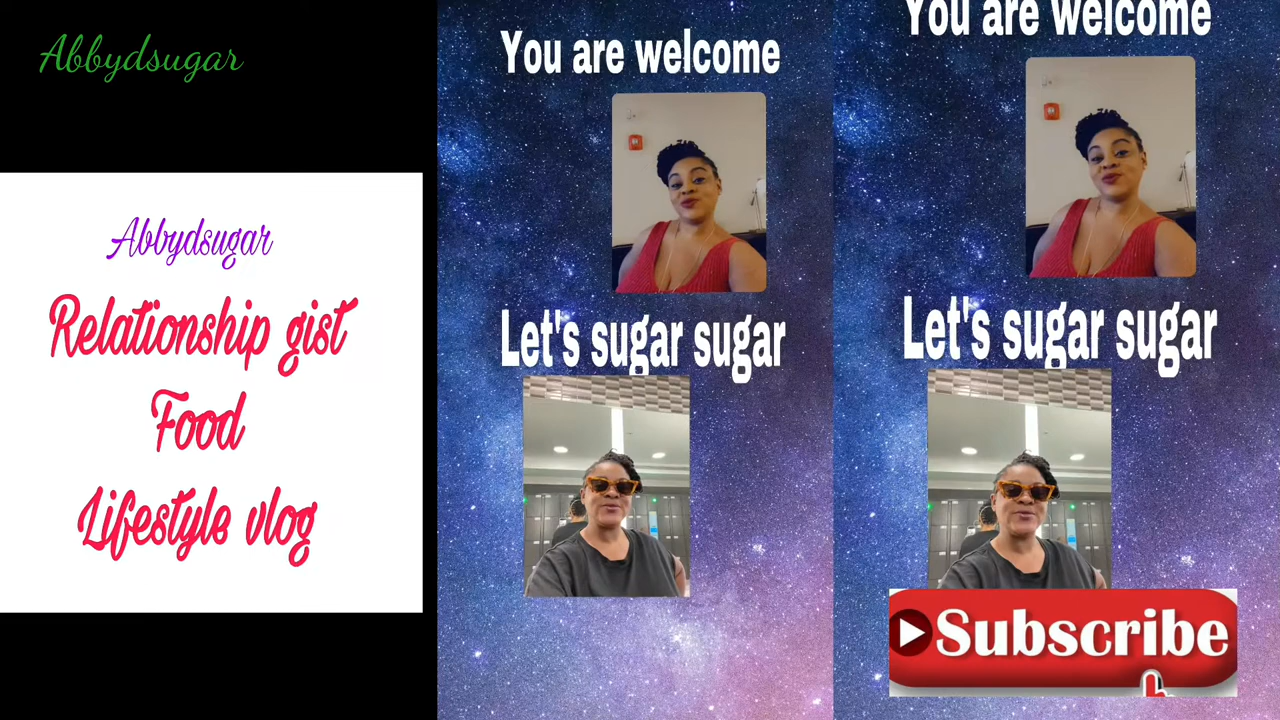 Abbydsugar
Abbydsugar
Relationship gist
Food
Lifestyle vlog
You are welcome
Let's sugar sugar
You are welcome
Let's sugar sugar
Subscribe